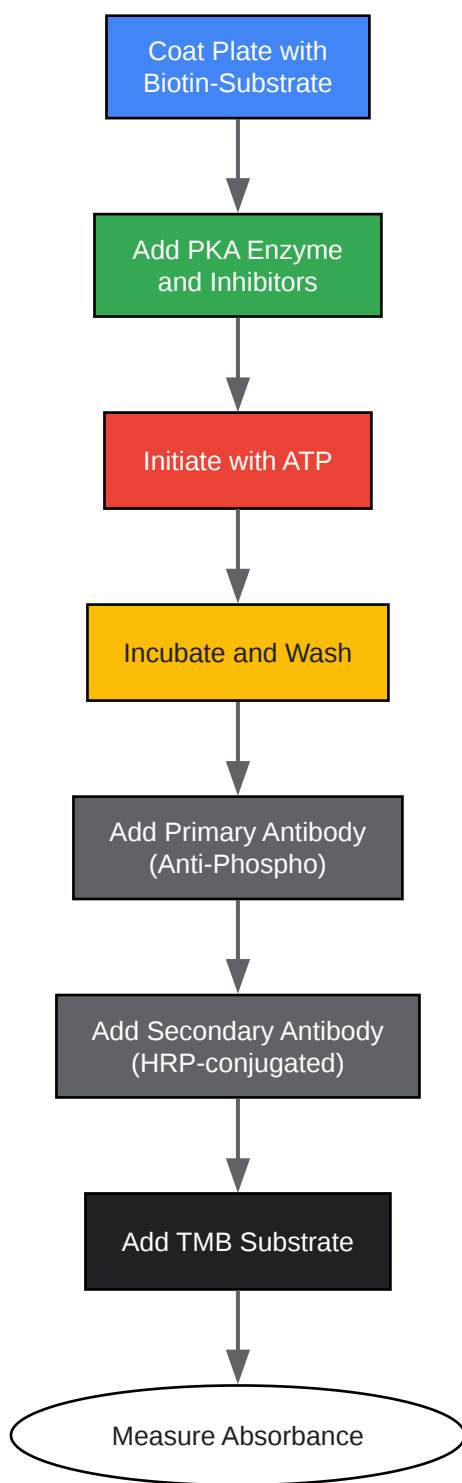 Coat Plate with
Biotin-Substrate
Add PKA Enzyme
and Inhibitors
Initiate with ATP
Incubate and Wash
Add Primary Antibody
(Anti-Phospho)
Add Secondary Antibody
(HRP-conjugated)
Add TMB Substrate
Measure Absorbance